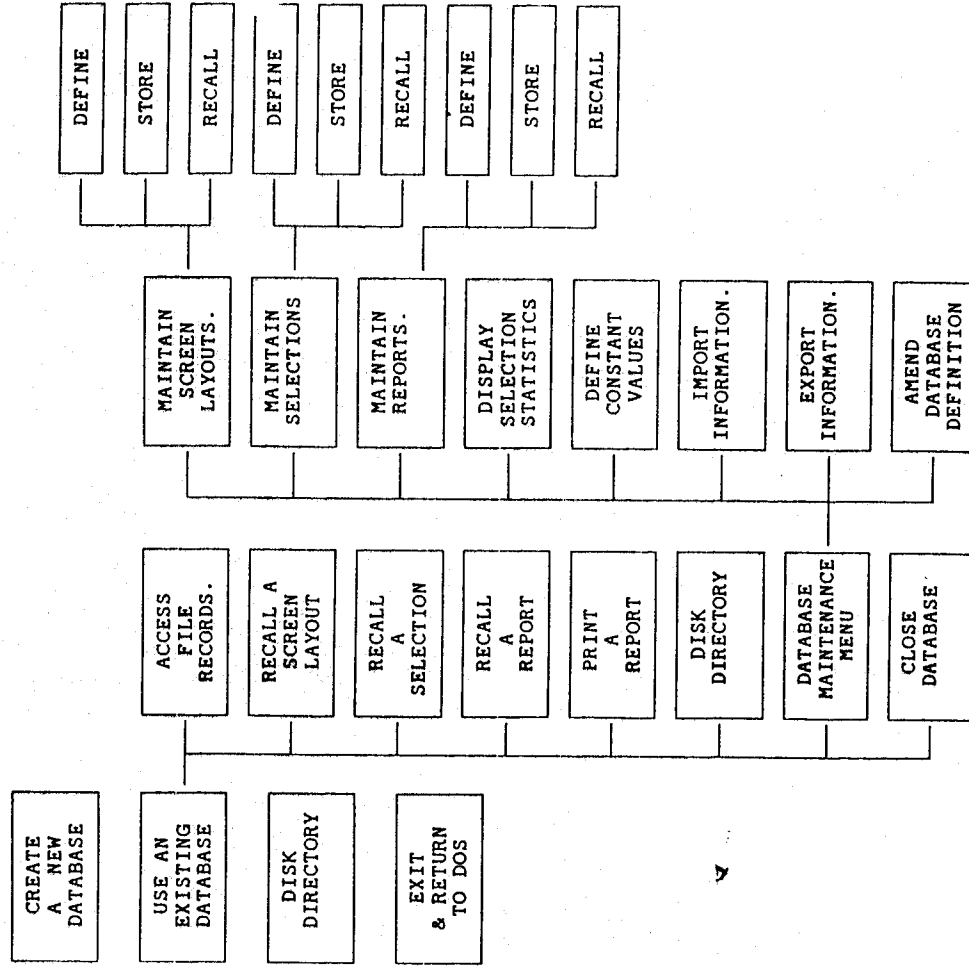 CREATE
A NEW
DATABASE
USE AN
EXISTING
DATABASE
DISK
DIRECTORY
EXIT
& RETURN
TO DOS
ACCESS
FILE
RECORDS.
RECALL A
SCREEN
LAYOUT
RECALL
A
SELECTION
RECALL
A
REPORT
PRINT
A
REPORT
DISK
DIRECTORY
DATABASE
MAINTENANCE
MENU
CLOSE
DATABASE
MAINTAIN
SCREEN
LAYOUTS.
MAINTAIN
SELECTIONS
MAINTAIN
REPORTS.
DISPLAY
SELECTION
STATISTICS
DEFINE
CONSTANT
VALUES
IMPORT
INFORMATION.
EXPORT
INFORMATION.
AMEND
DATABASE
DEFINITION
DEFINE
STORE
RECALL
DEFINE
STORE
RECALL
DEFINE
STORE
RECALL